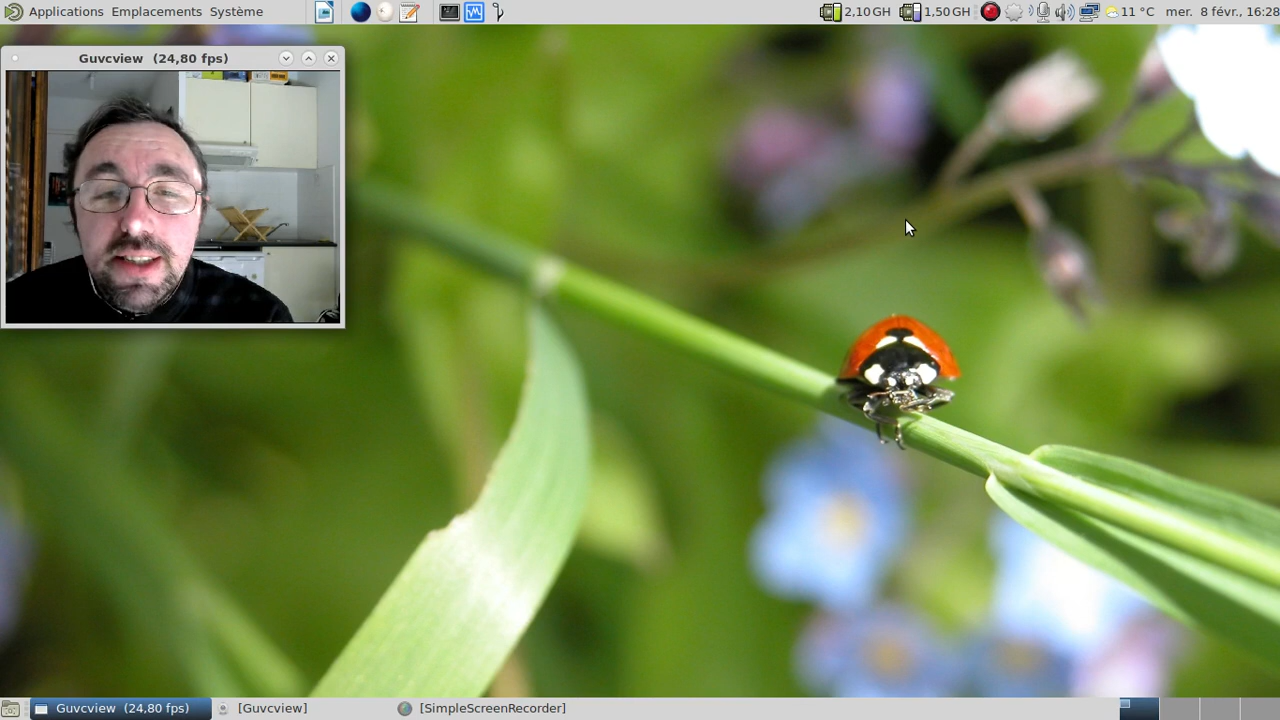 Applications Emplacements Système 2,10 GH 1,50 GH 11 °C mer. 8 févr., 16:28
Guvcview (24,80 fps)
Guvcview (24,80 fps) [Guvcview] [SimpleScreenRecorder]